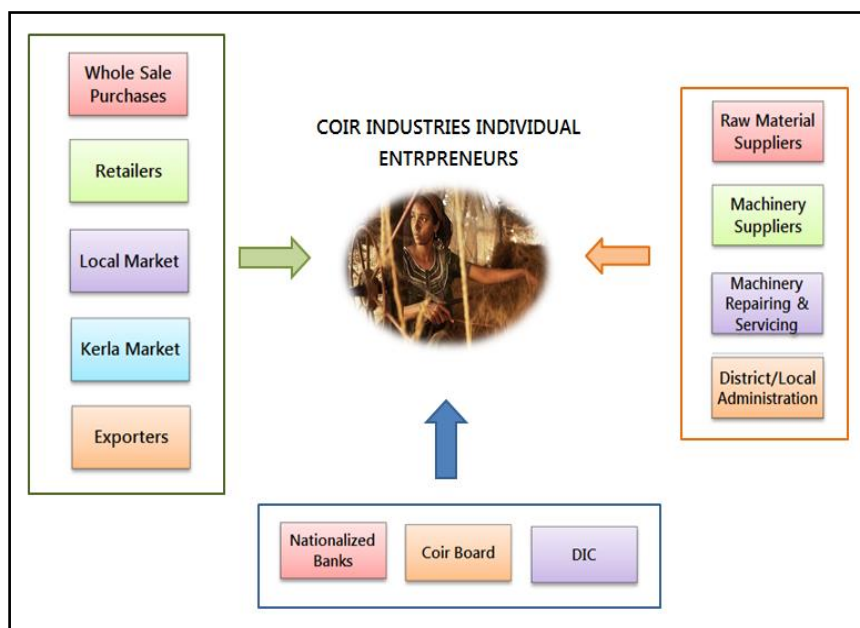 Whole Sale
Purchases
Retailers
Local Market
Kerla Market
Exporters
COIR INDUSTRIES INDIVIDUAL
ENTRPRENEURS
Raw Material
Suppliers
Machinery
Suppliers
Machinery
Repairing &
Servicing
District/Local
Administration
Nationalized
Banks
Coir Board
DIC